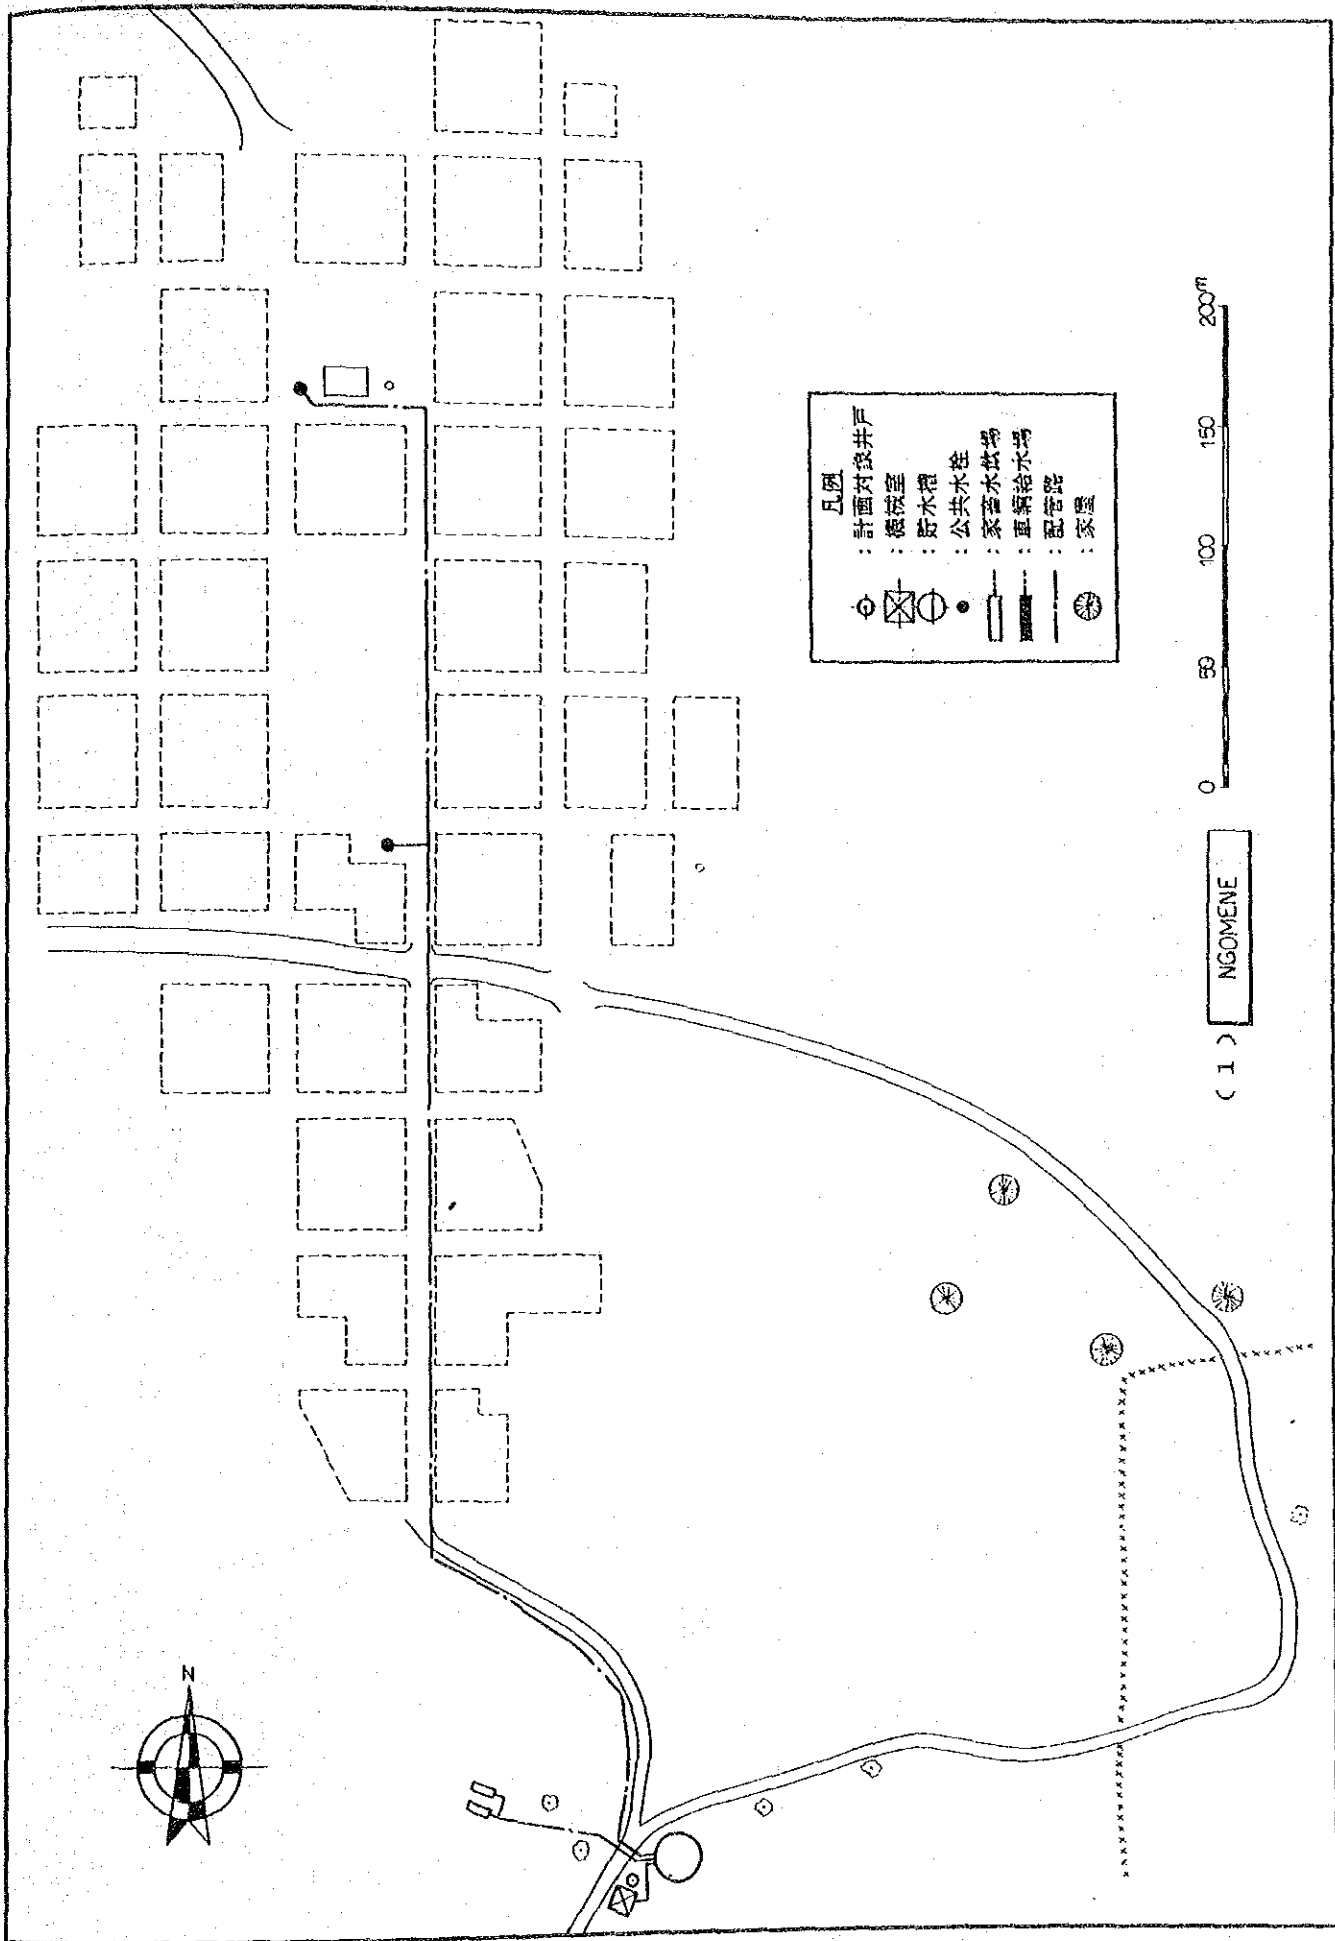 N
凡例
: 計画対象井戸
: 機械室
: 貯水槽
: 公共水栓
: 家畜水飲場
: 車輌給水場
: 配管路
: 家屋
0 50 100 150 200m
(1) NGOMENE